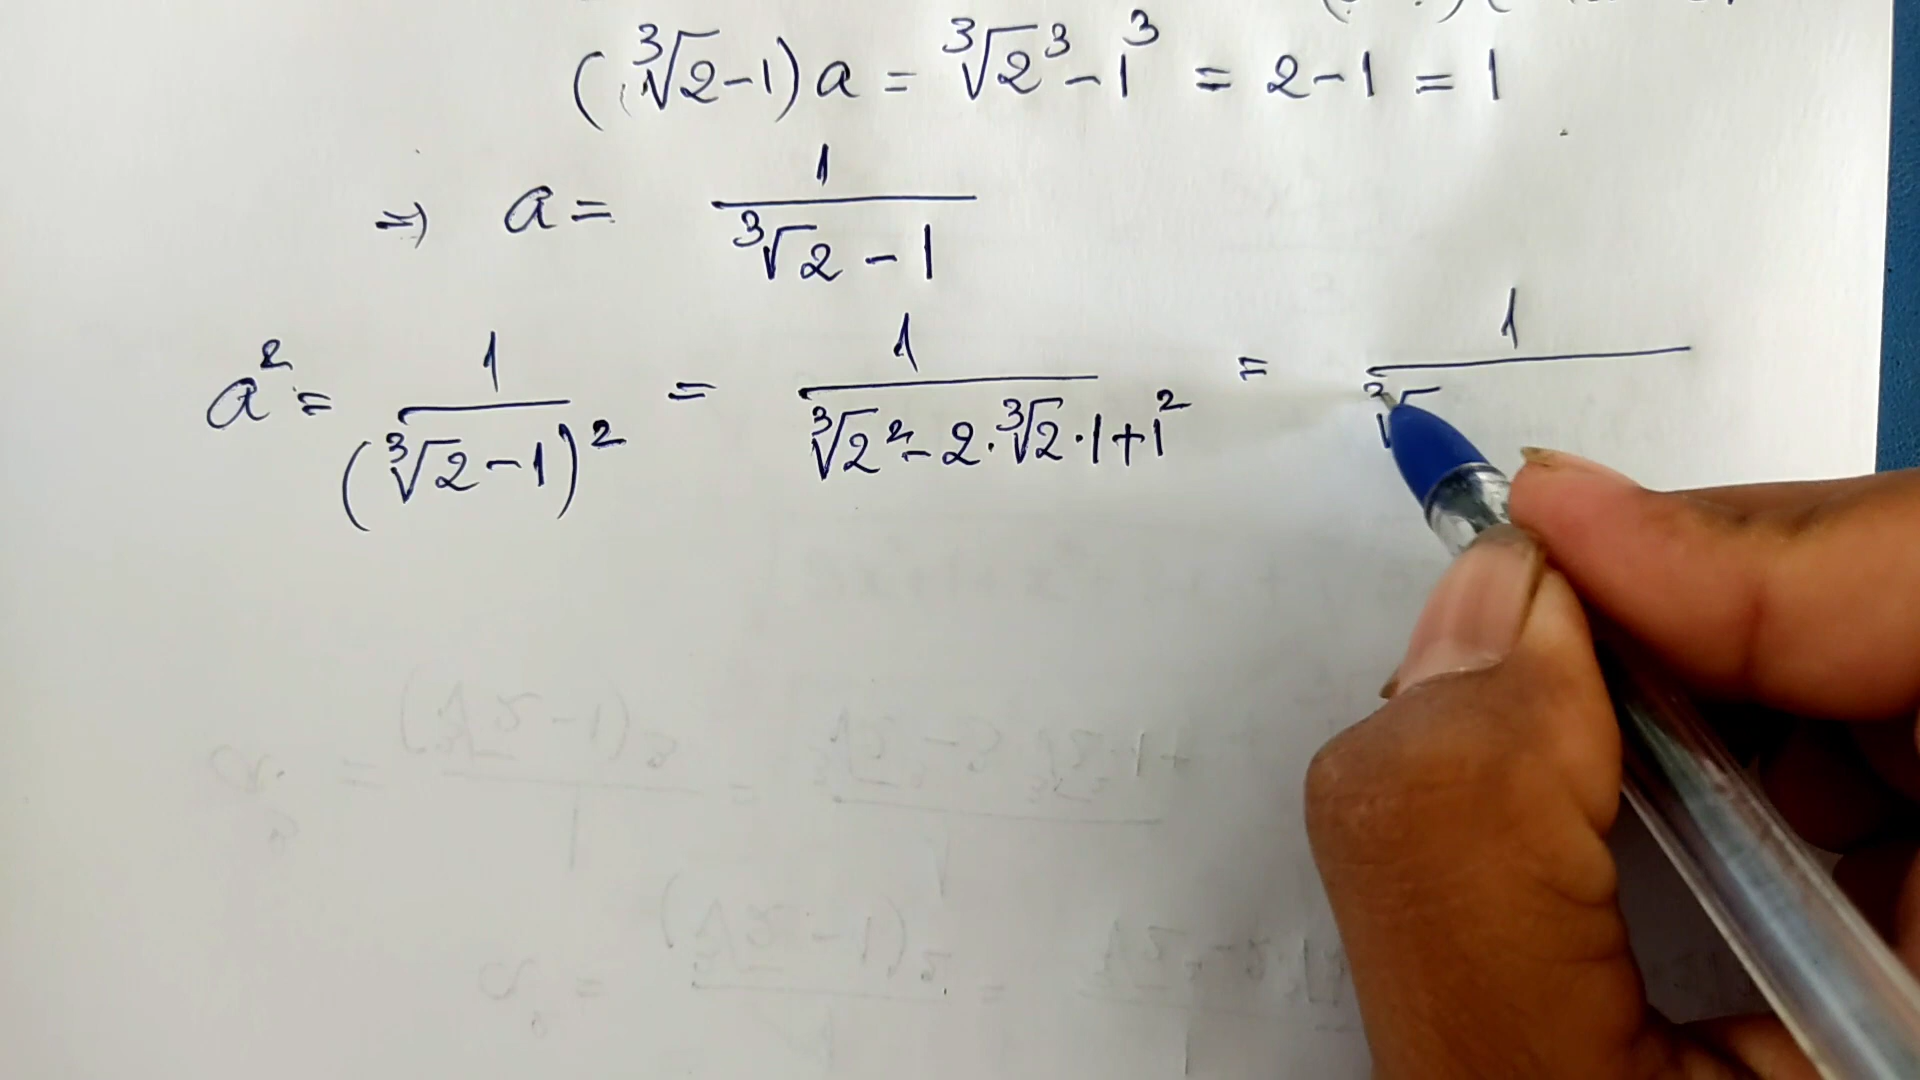 (∛2-1)a = ∛2³-1³ = 2-1 = 1
⇒ a = 1/(∛2-1)
a² = 1/(∛2-1)² = 1/(∛2²-2·∛2·1+1²) = 1/∛